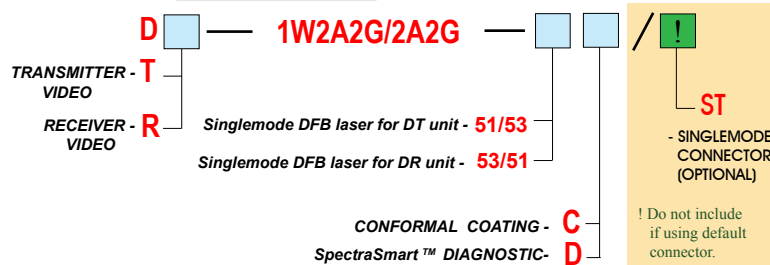 D — 1W2A2G/2A2G — / !
TRANSMITTER - T
VIDEO
RECEIVER - R
VIDEO
Singlemode DFB laser for DT unit - 51/53
Singlemode DFB laser for DR unit - 53/51
CONFORMAL COATING - C
SpectraSmart ™ DIAGNOSTIC- D
ST
- SINGLEMODE
CONNECTOR
(OPTIONAL)
! Do not include
if using default
connector.